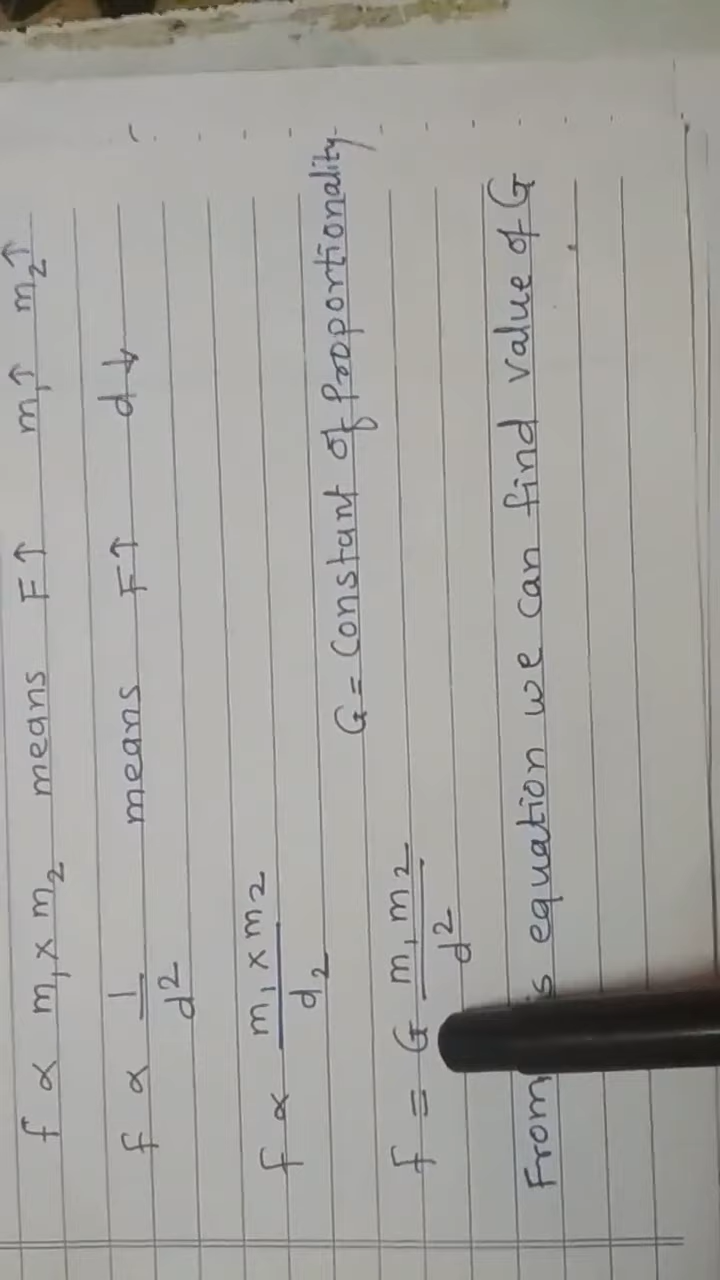 f ∝ m₁ × m₂ means F↑ m₁↑ m₂↑
f ∝ 1/d² means F↑ d↓
f ∝ m₁ × m₂/d₂
G = Constant of Proportionality
f = G m₁ m₂/d²
From s equation we can find value of G